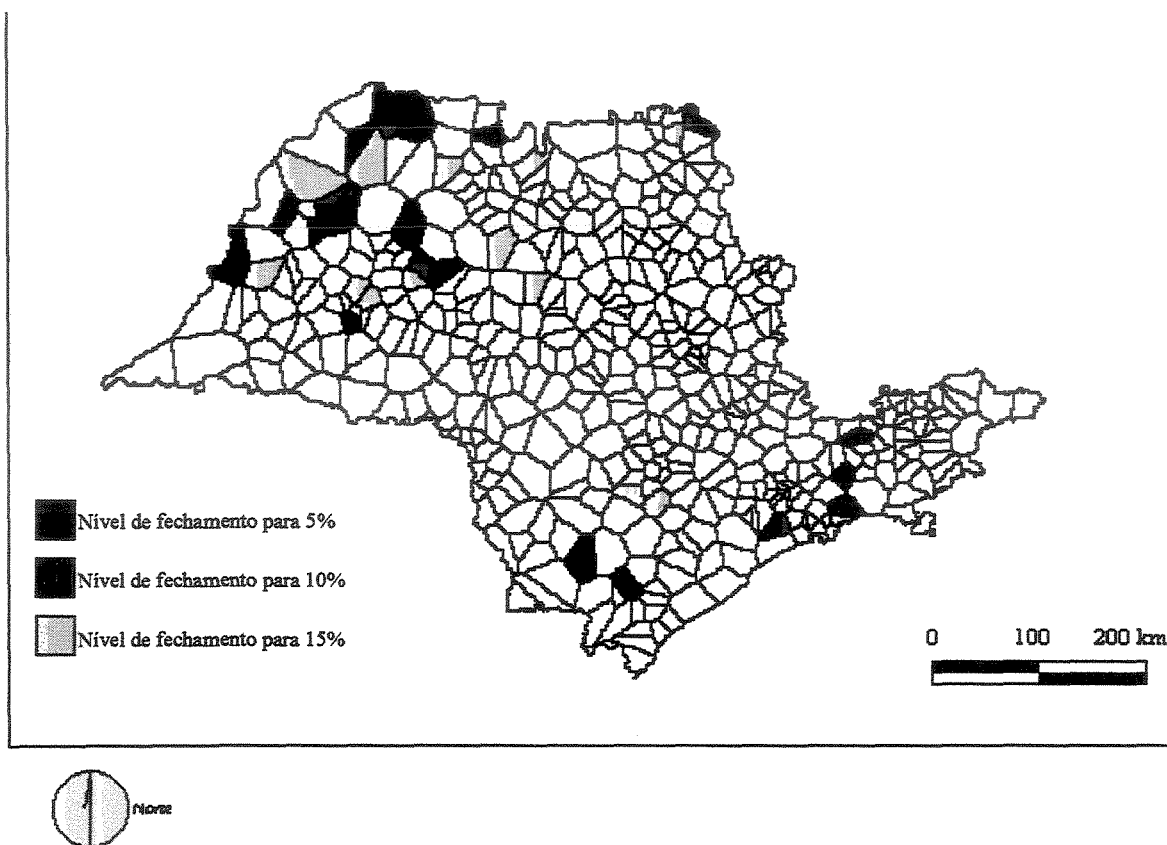 Nível de fechamento para 5%
Nível de fechamento para 10%
Nível de fechamento para 15%
0 100 200 km
Norte